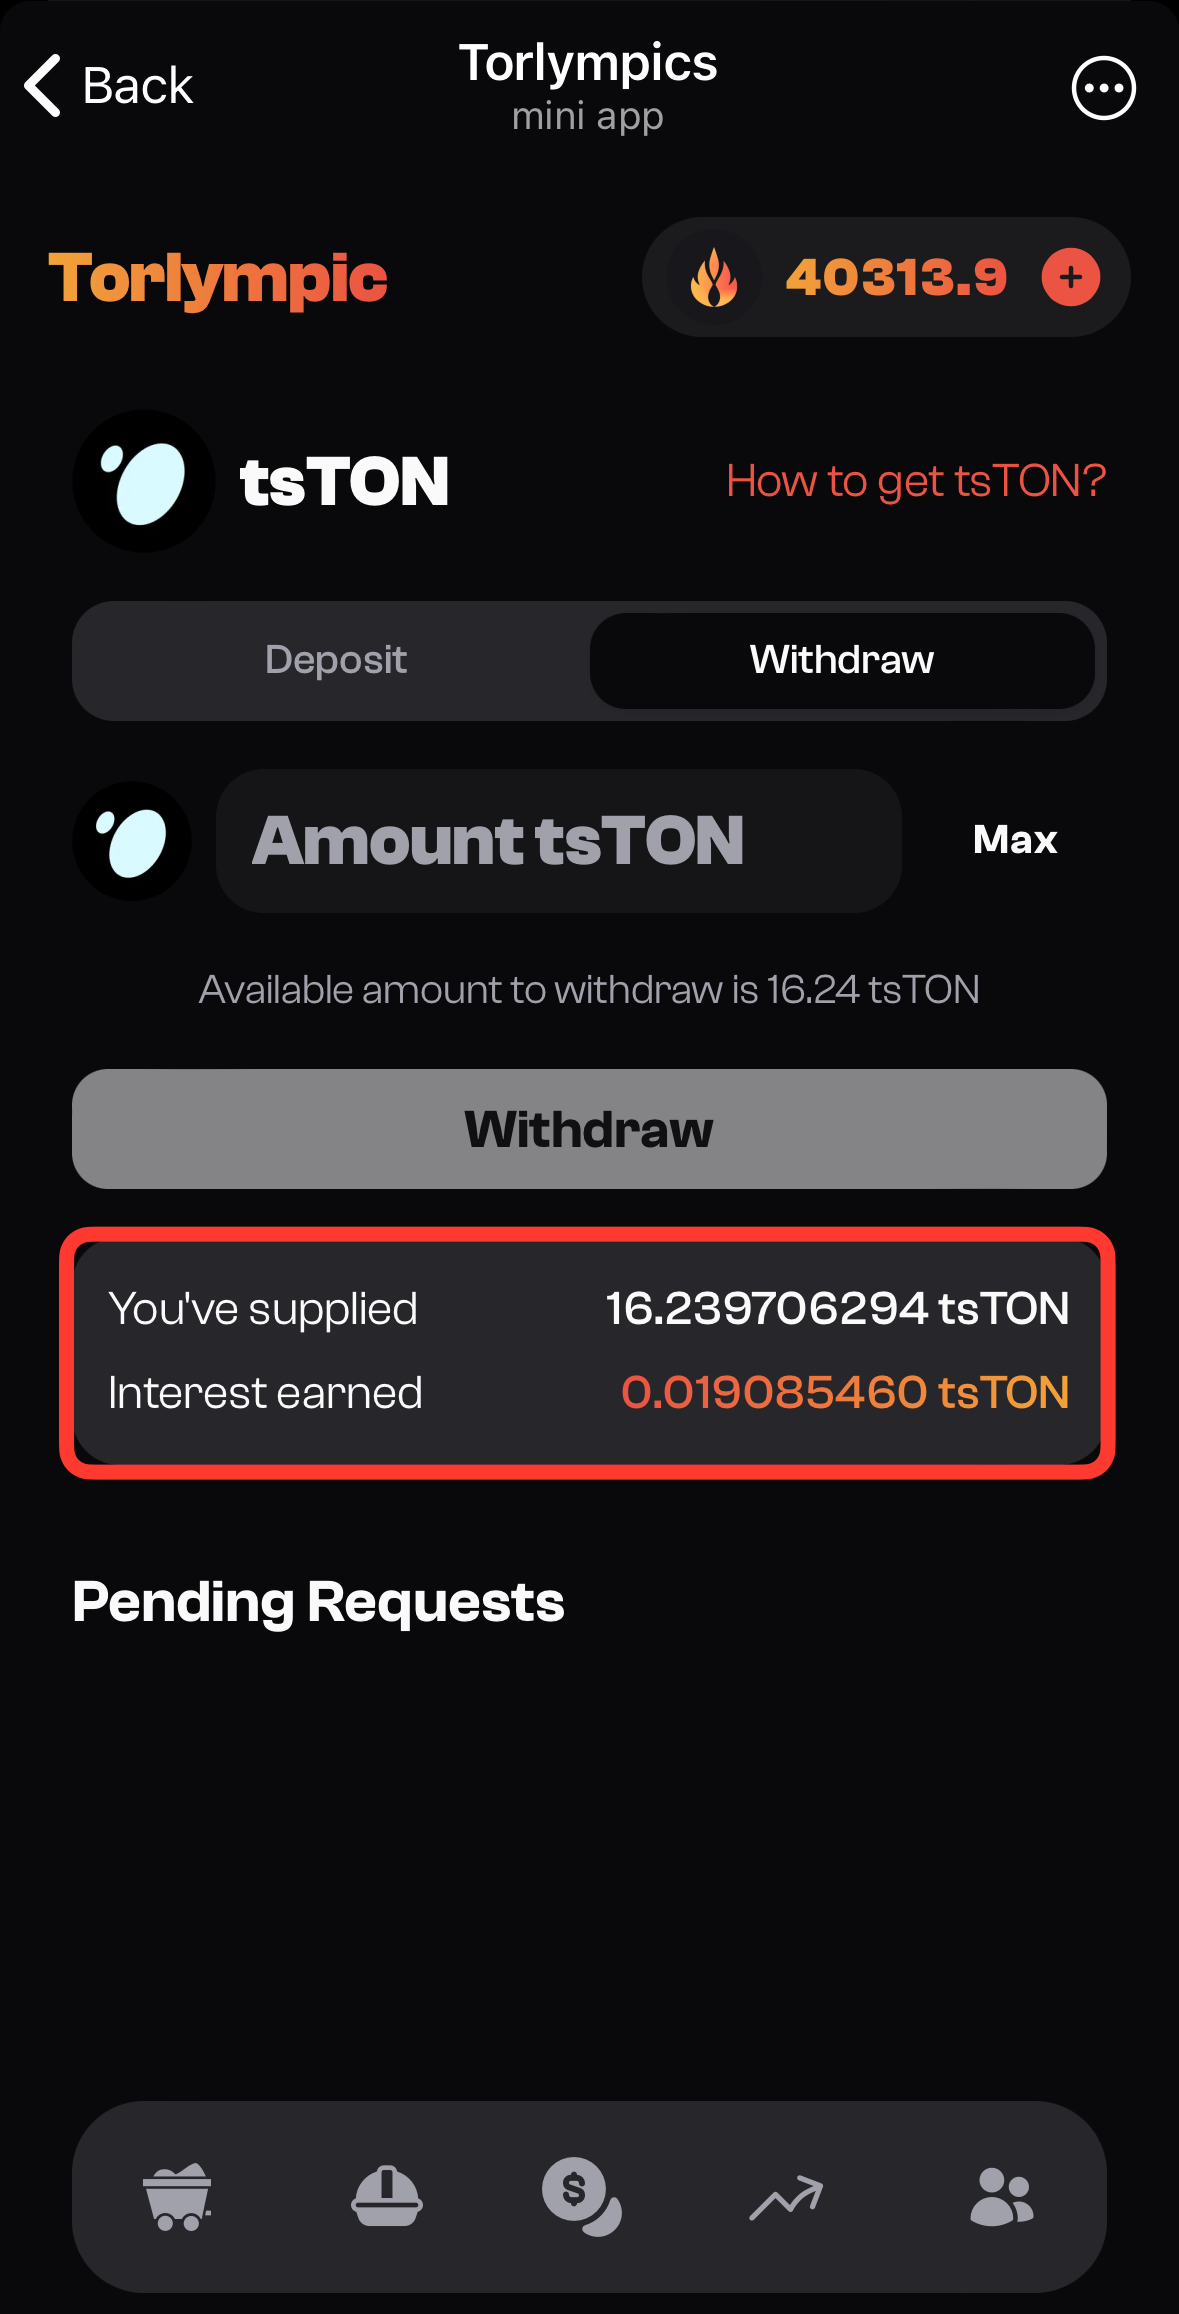 Back
Torlympics
mini app
Torlympic
40313.9
tsTON
How to get tsTON?
Deposit
Withdraw
Amount tsTON
Max
Available amount to withdraw is 16.24 tsTON
Withdraw
You've supplied 16.239706294 tsTON
Interest earned 0.019085460 tsTON
Pending Requests